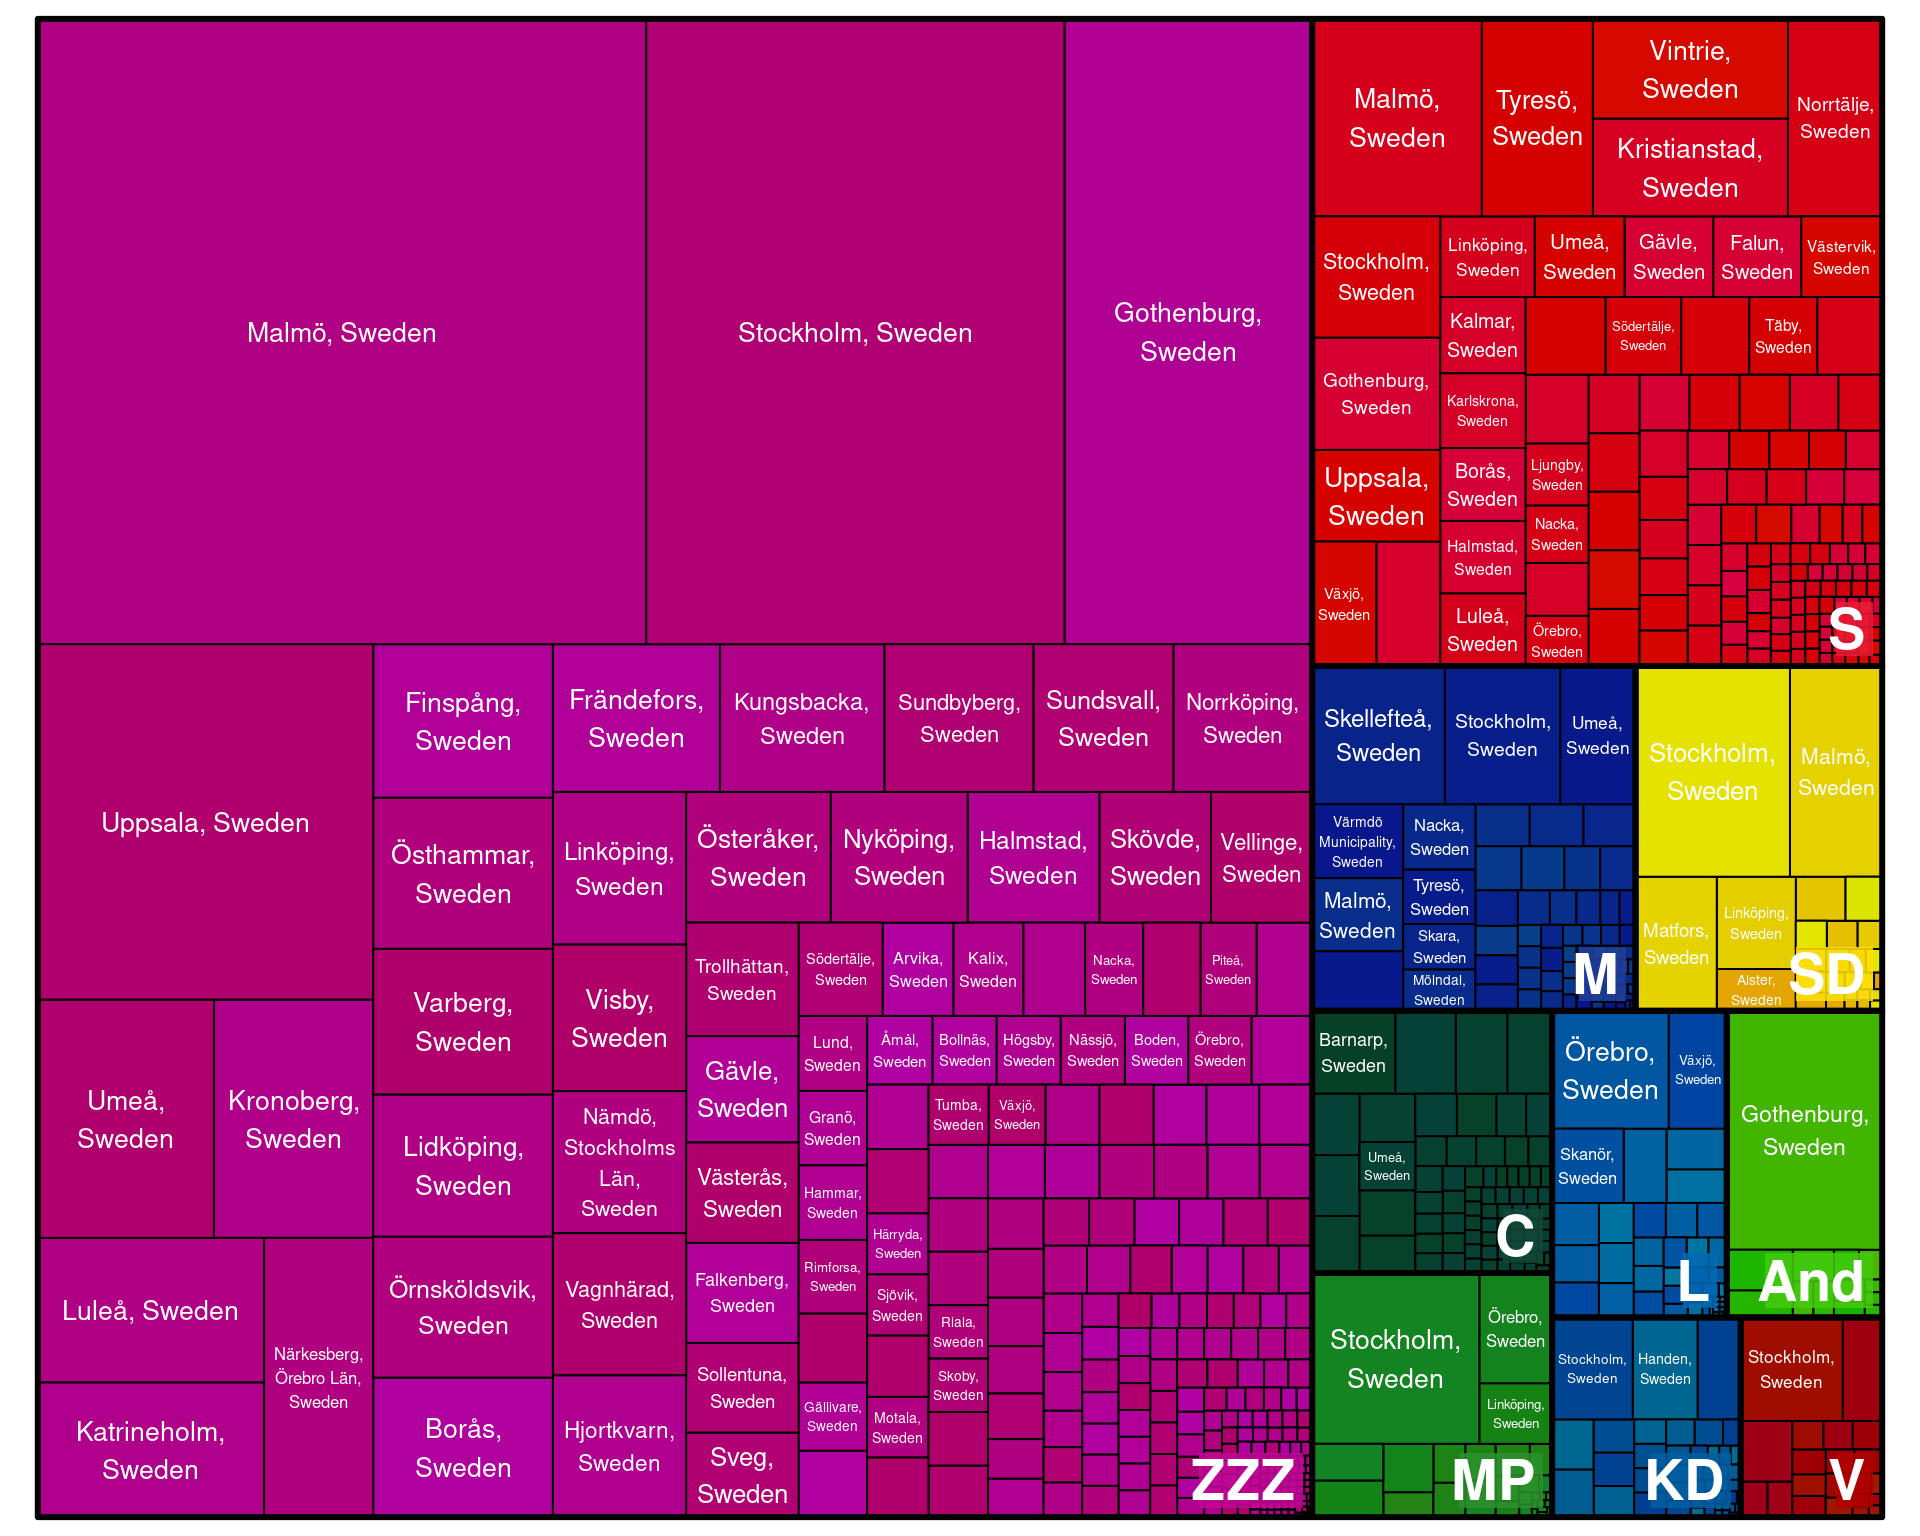 Malmö, Sweden
Stockholm, Sweden
Gothenburg,
Sweden
Uppsala, Sweden
Finspång,
Sweden
Frändefors,
Sweden
Kungsbacka,
Sweden
Sundbyberg,
Sweden
Sundsvall,
Sweden
Norrköping,
Sweden
Östhammar,
Sweden
Linköping,
Sweden
Österåker,
Sweden
Nyköping,
Sweden
Halmstad,
Sweden
Skövde,
Sweden
Vellinge,
Sweden
Varberg,
Sweden
Visby,
Sweden
Trollhättan,
Sweden
Södertälje,
Sweden
Arvika,
Sweden
Kalix,
Sweden
Nacka,
Sweden
Piteå,
Sweden
Umeå,
Sweden
Kronoberg,
Sweden
Lidköping,
Sweden
Nämdö,
Stockholms
Län,
Sweden
Gävle,
Sweden
Lund,
Sweden
Åmål,
Sweden
Bollnäs,
Sweden
Högsby,
Sweden
Nässjö,
Sweden
Boden,
Sweden
Örebro,
Sweden
Granö,
Sweden
Tumba,
Sweden
Växjö,
Sweden
Västerås,
Sweden
Hammar,
Sweden
Härryda,
Sweden
Luleå, Sweden
Närkesberg,
Örebro Län,
Sweden
Örnsköldsvik,
Sweden
Vagnhärad,
Sweden
Falkenberg,
Sweden
Rimforsa,
Sweden
Sjövik,
Sweden
Riala,
Sweden
Katrineholm,
Sweden
Borås,
Sweden
Hjortkvarn,
Sweden
Sollentuna,
Sweden
Skoby,
Sweden
Gällivare,
Sweden
Motala,
Sweden
Sveg,
Sweden
ZZZ
Malmö,
Sweden
Tyresö,
Sweden
Vintrie,
Sweden
Kristianstad,
Sweden
Norrtälje,
Sweden
Stockholm,
Sweden
Linköping,
Sweden
Umeå,
Sweden
Gävle,
Sweden
Falun,
Sweden
Västervik,
Sweden
Kalmar,
Sweden
Södertälje,
Sweden
Täby,
Sweden
Gothenburg,
Sweden
Karlskrona,
Sweden
Uppsala,
Sweden
Borås,
Sweden
Ljungby,
Sweden
Nacka,
Sweden
Halmstad,
Sweden
Växjö,
Sweden
Luleå,
Sweden
Örebro,
Sweden
S
Skellefteå,
Sweden
Stockholm,
Sweden
Umeå,
Sweden
Värmdö
Municipality,
Sweden
Nacka,
Sweden
Malmö,
Sweden
Tyresö,
Sweden
Skara,
Sweden
Mölndal,
Sweden
M
Stockholm,
Sweden
Malmö,
Sweden
Matfors,
Sweden
Linköping,
Sweden
Alster,
Sweden
SD
Barnarp,
Sweden
Umeå,
Sweden
C
Örebro,
Sweden
Växjö,
Sweden
Skanör,
Sweden
L
Gothenburg,
Sweden
And
Stockholm,
Sweden
Örebro,
Sweden
Linköping,
Sweden
MP
Stockholm,
Sweden
Handen,
Sweden
KD
Stockholm,
Sweden
V